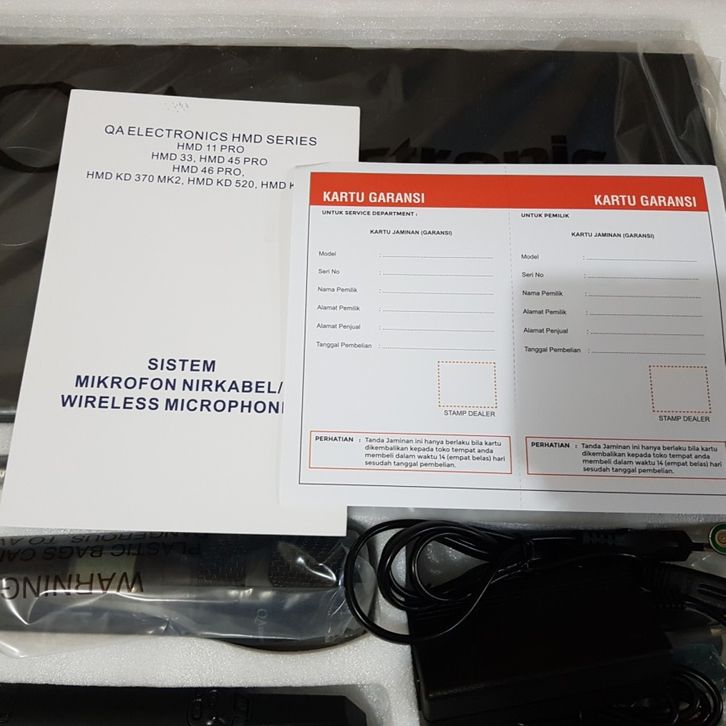 QA ELECTRONICS HMD SERIES
HMD 11 PRO
HMD 33, HMD 45 PRO
HMD 46 PRO,
HMD KD 370 MK2, HMD KD 520, HMD K
SISTEM
MIKROFON NIRKABEL/
WIRELESS MICROPHON
KARTU GARANSI
UNTUK SERVICE DEPARTMENT :
KARTU JAMINAN (GARANSI)
Model :
Seri No :
Nama Pemilik :
Alamat Pemilik :
Alamat Penjual :
Tanggal Pembelian :
STAMP DEALER
PERHATIAN : Tanda Jaminan ini hanya berlaku bila kartu
dikembalikan kepada toko tempat anda
membeli dalam waktu 14 (empat belas) hari
sesudah tanggal pembelian.
KARTU GARANSI
UNTUK PEMILIK
KARTU JAMINAN (GARANSI)
Model :
Seri No :
Nama Pemilik :
Alamat Pemilik :
Alamat Penjual :
Tanggal Pembelian :
STAMP DEALER
PERHATIAN : Tanda Jaminan ini hanya berlaku bila kartu
dikembalikan kepada toko tempat anda
membeli dalam waktu 14 (empat belas) hari
sesudah tanggal pembelian.
WARNING
PLASTIC BAGS CA
DANGEROUS. TO A